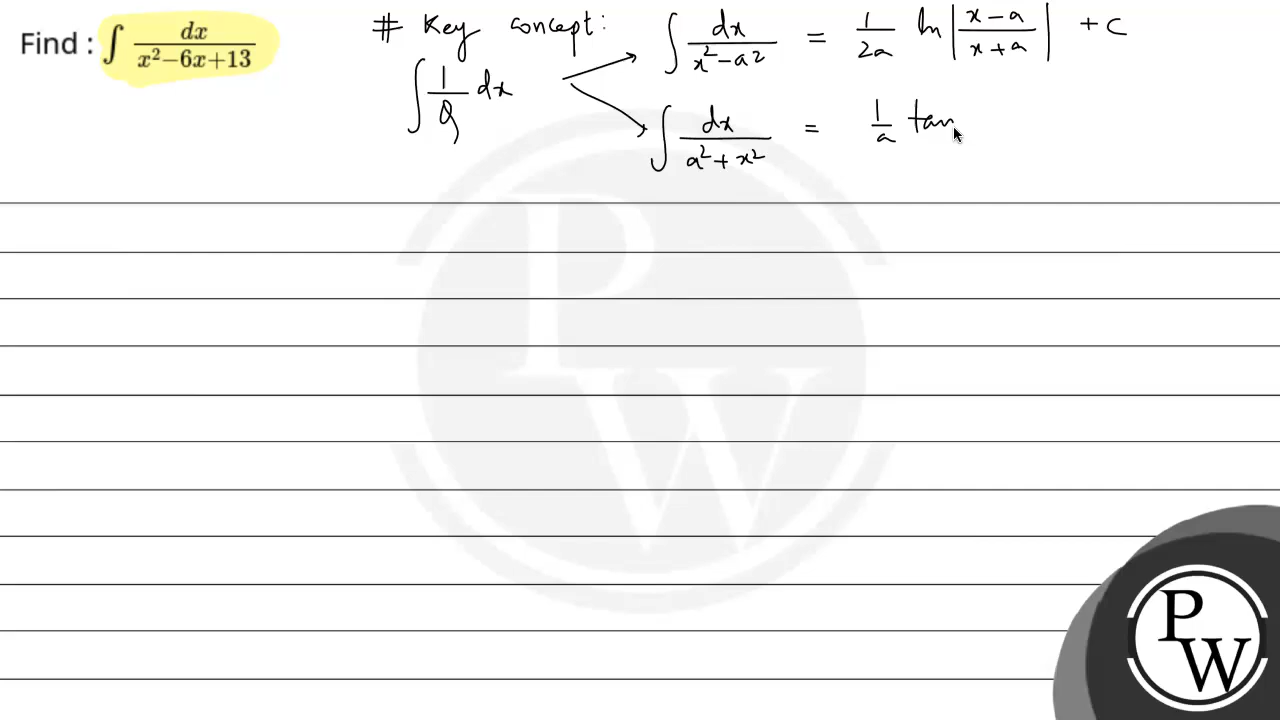 Find : ∫ dx / (x² − 6x + 13)
# Key concept:
∫ 1/Q dx
∫ dx / (x² − a²) = 1/2a ln |(x − a)/(x + a)| + C
∫ dx / (a² + x²) = 1/a tan
P W
P W